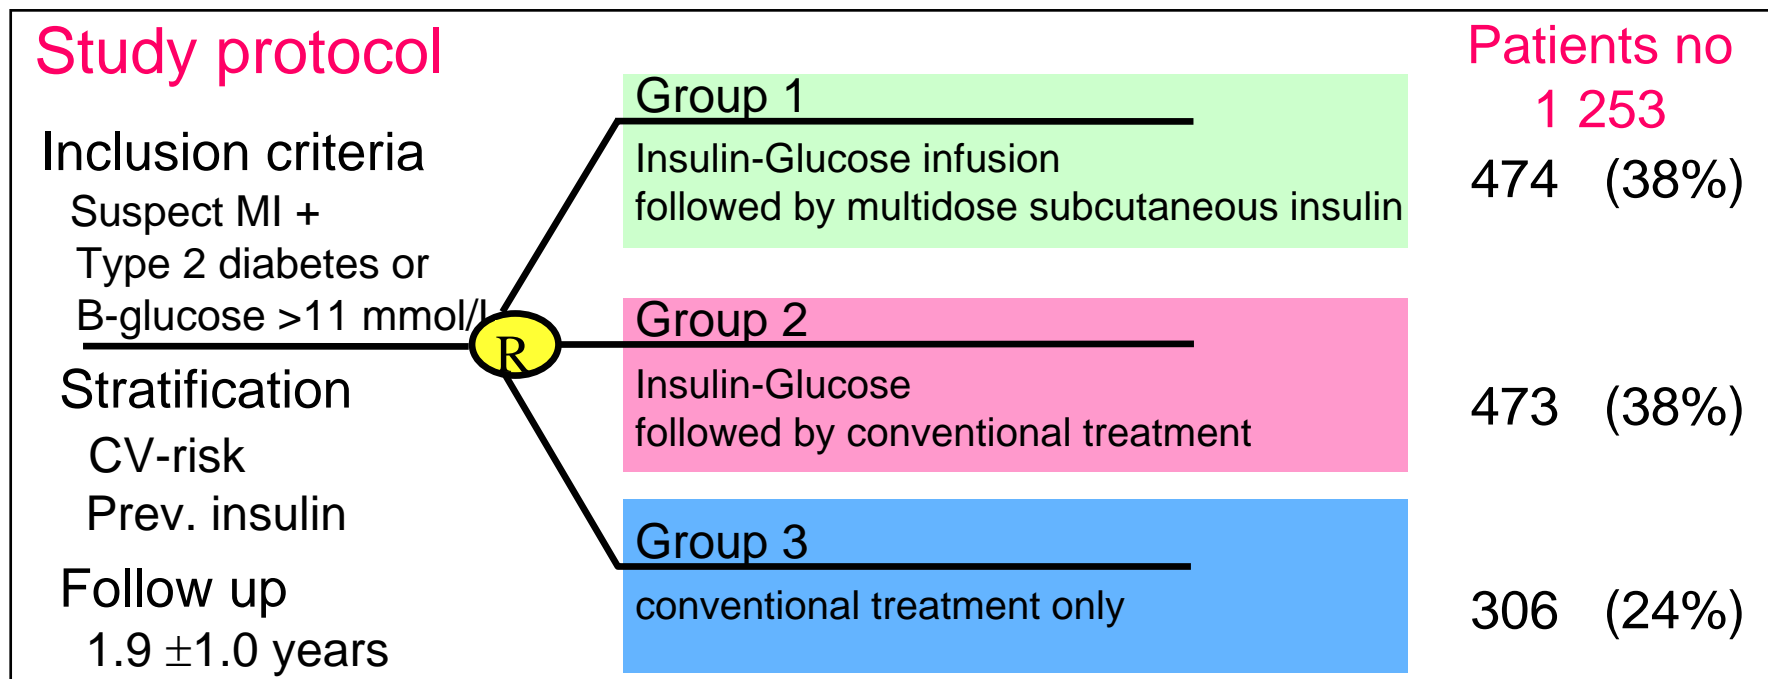 Study protocol
Inclusion criteria
Suspect MI +
Type 2 diabetes or
B-glucose >11 mmol/l
Stratification
CV-risk
Prev. insulin
Follow up
1.9 ±1.0 years
R
Group 1
Insulin-Glucose infusion
followed by multidose subcutaneous insulin
Group 2
Insulin-Glucose
followed by conventional treatment
Group 3
conventional treatment only
Patients no
1 253
474 (38%)
473 (38%)
306 (24%)